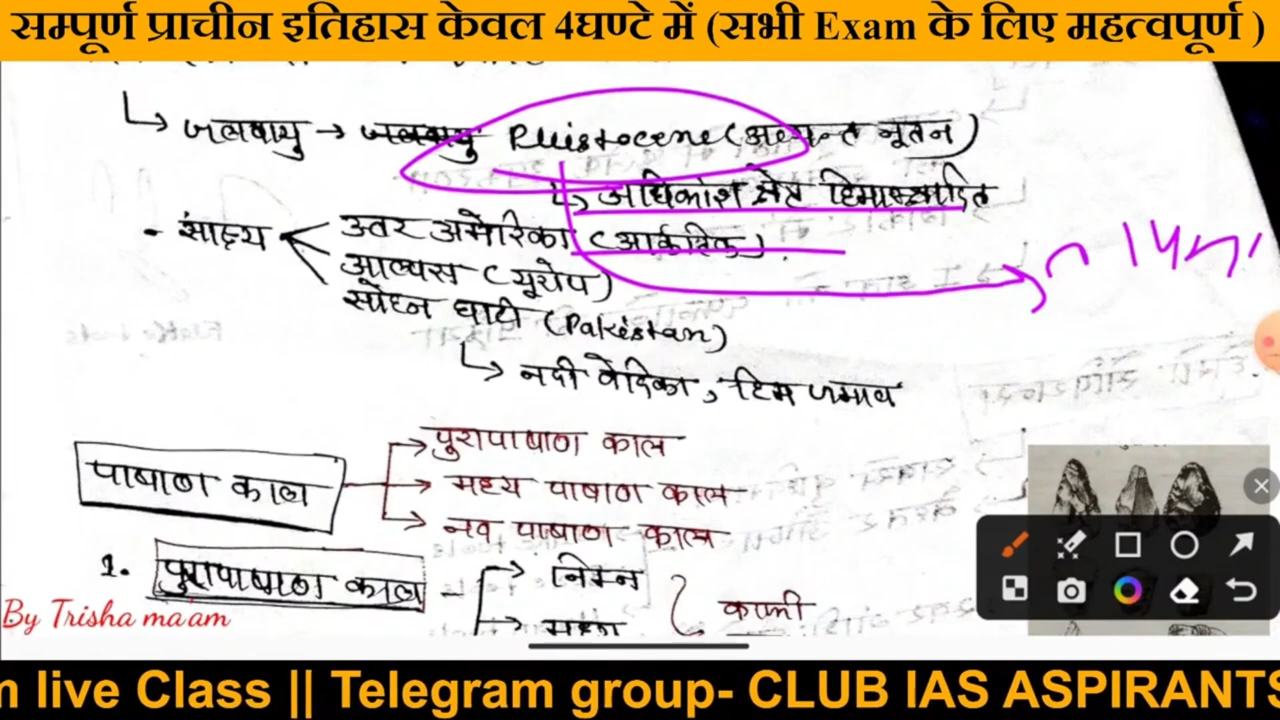 सम्पूर्ण प्राचीन इतिहास केवल 4घण्टे में (सभी Exam के लिए महत्वपूर्ण )
↳ जलवायु → जलवायु Pleistocene (अत्यन्त नूतन)
↳ अधिकांश क्षेत्र हिमाच्छादित
- साक्ष्य उत्तर अमेरिका (आर्कटिक)
आल्पस (यूरोप)
सोहन घाटी (Pakistan)
↳ नदी वेदिका, हिम जमाव
पुरापाषाण काल
पाषाण काल → मध्य पाषाण काल
नव पाषाण काल
1. पुरापाषाण काल - → निम्न
→ मध्य
By Trisha ma'am
m live Class || Telegram group- CLUB IAS ASPIRANTS